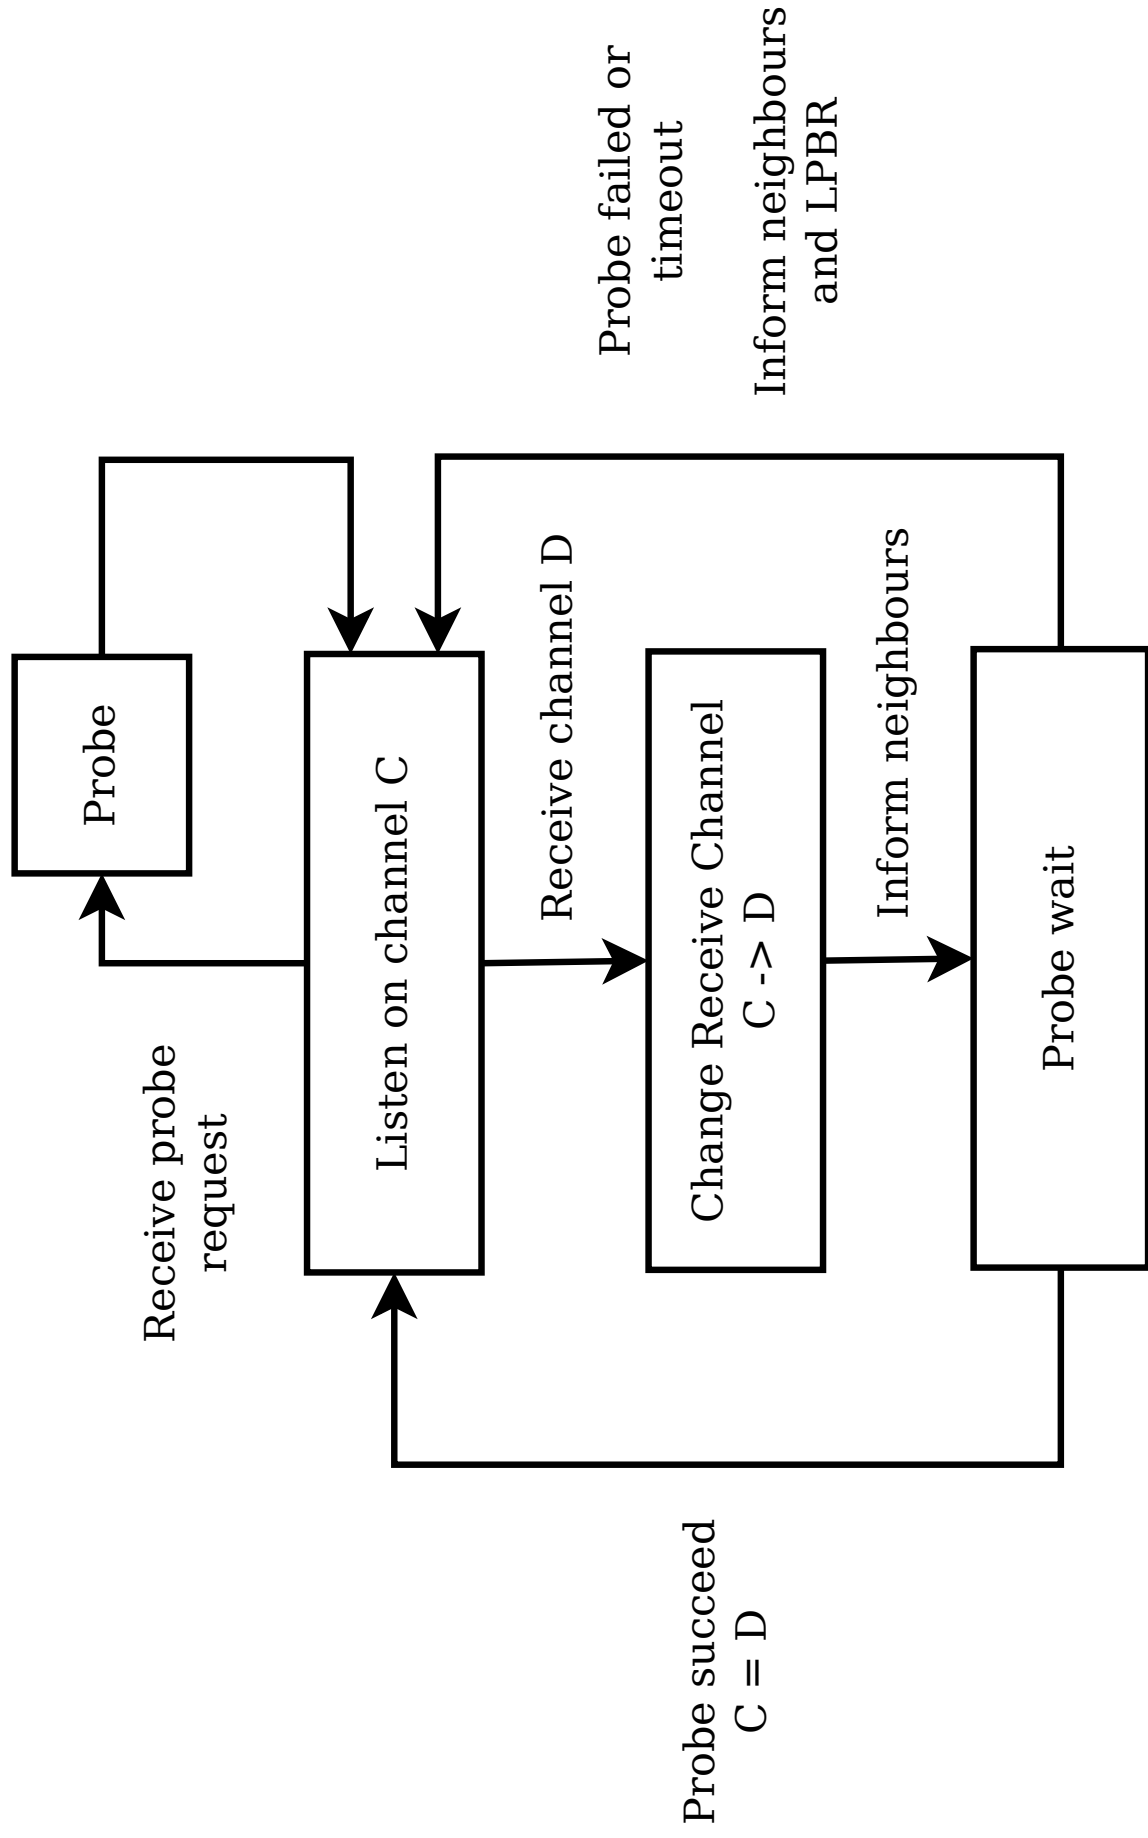 Probe
Receive probe
request
Listen on channel C
Receive channel D
Change Receive Channel
C -> D
Inform neighbours
Probe wait
Probe succeed
C = D
Probe failed or
timeout
Inform neighbours
and LPBR